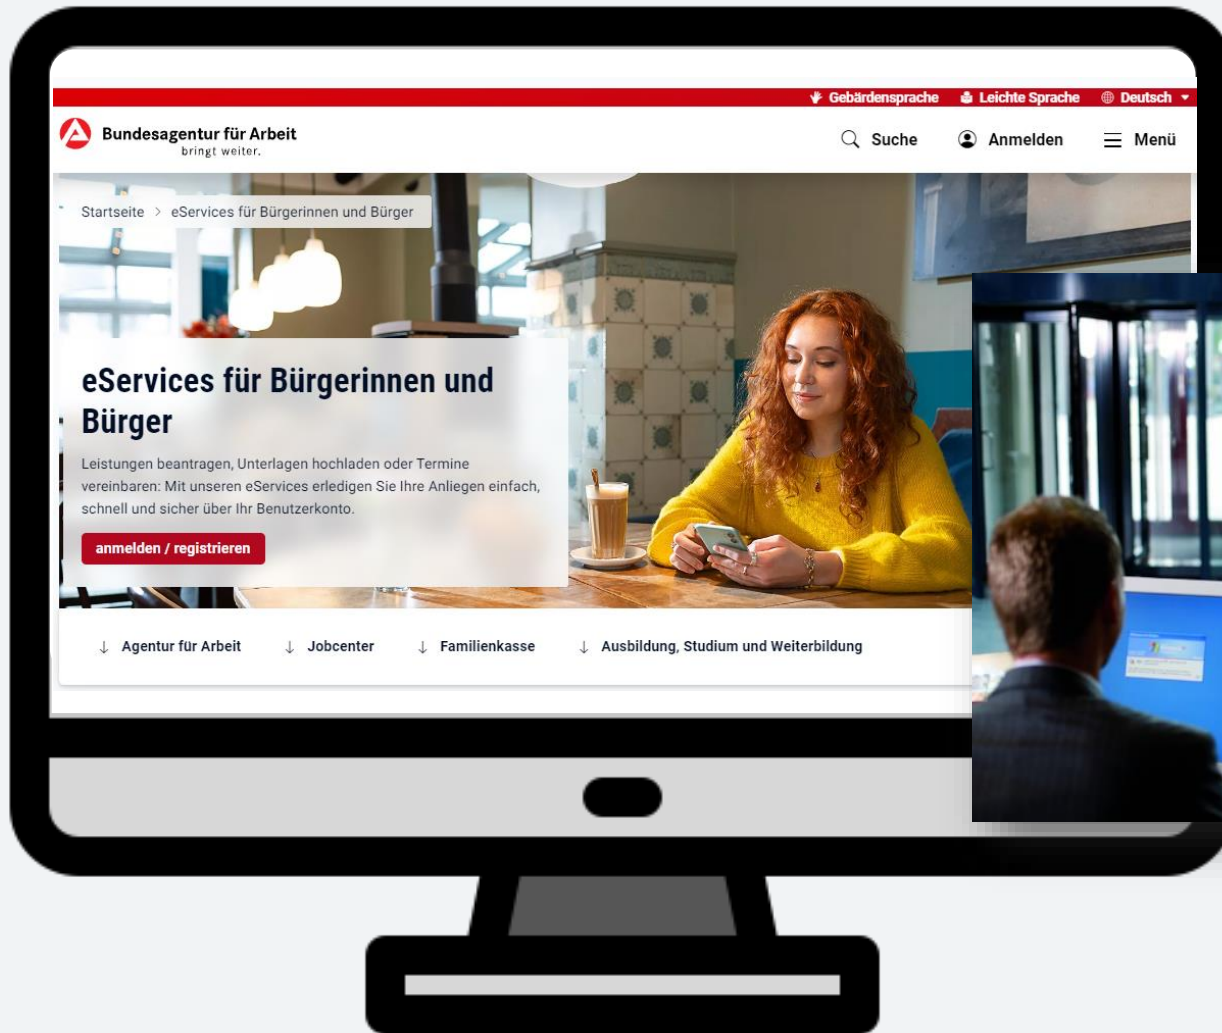 Gebärdensprache Leichte Sprache Deutsch
Bundesagentur für Arbeit
bringt weiter.
Suche Anmelden Menü
Startseite > eServices für Bürgerinnen und Bürger
eServices für Bürgerinnen und
Bürger
Leistungen beantragen, Unterlagen hochladen oder Termine
vereinbaren: Mit unseren eServices erledigen Sie Ihre Anliegen einfach,
schnell und sicher über Ihr Benutzerkonto.
anmelden / registrieren
↓ Agentur für Arbeit ↓ Jobcenter ↓ Familienkasse ↓ Ausbildung, Studium und Weiterbildung